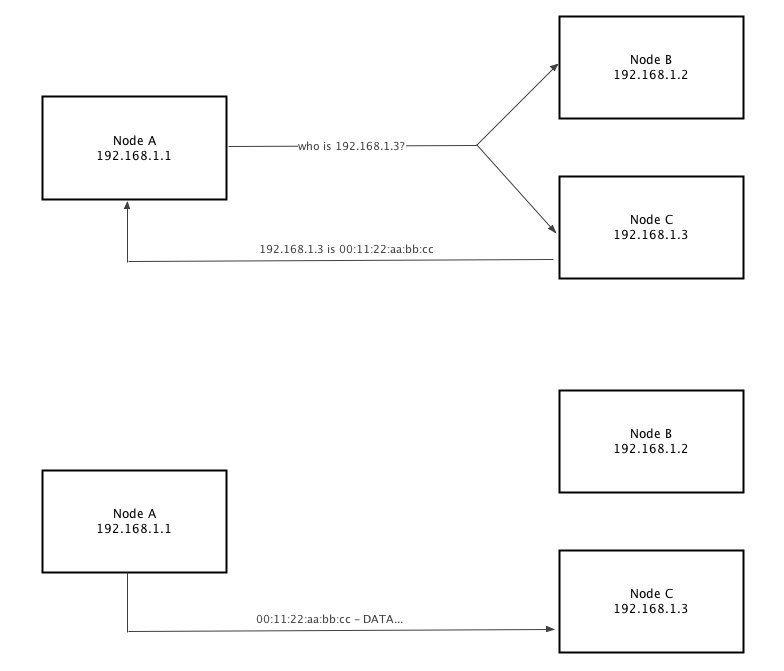 Node B
192.168.1.2
Node A
192.168.1.1
who is 192.168.1.3?
Node C
192.168.1.3
192.168.1.3 is 00:11:22:aa:bb:cc
Node B
192.168.1.2
Node A
192.168.1.1
Node C
192.168.1.3
00:11:22:aa:bb:cc - DATA...